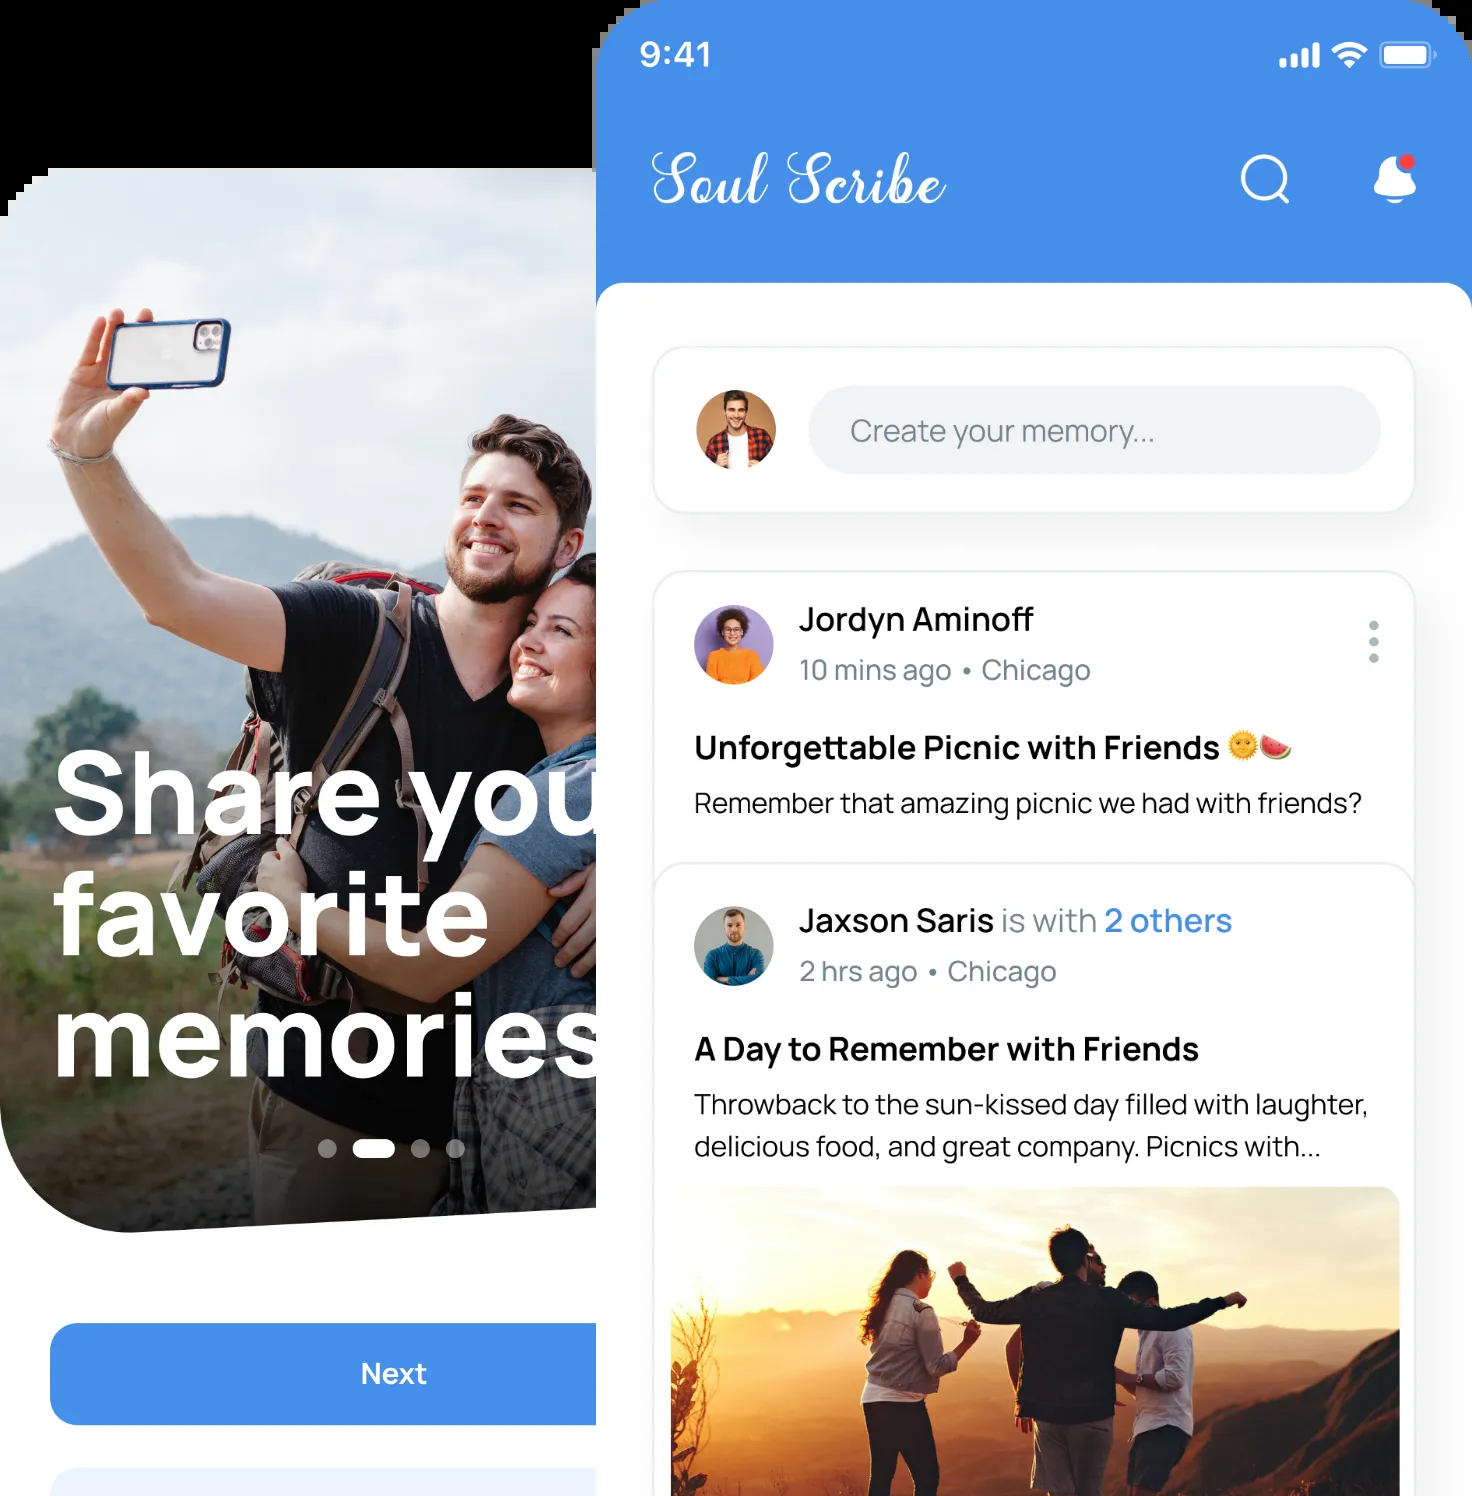 9:41
Soul Scribe
Create your memory...
Jordyn Aminoff
10 mins ago • Chicago
Unforgettable Picnic with Friends 🌞🍉
Remember that amazing picnic we had with friends?
Jaxson Saris is with 2 others
2 hrs ago • Chicago
A Day to Remember with Friends
Throwback to the sun-kissed day filled with laughter,
delicious food, and great company. Picnics with...
Share you
favorite
memories
Next